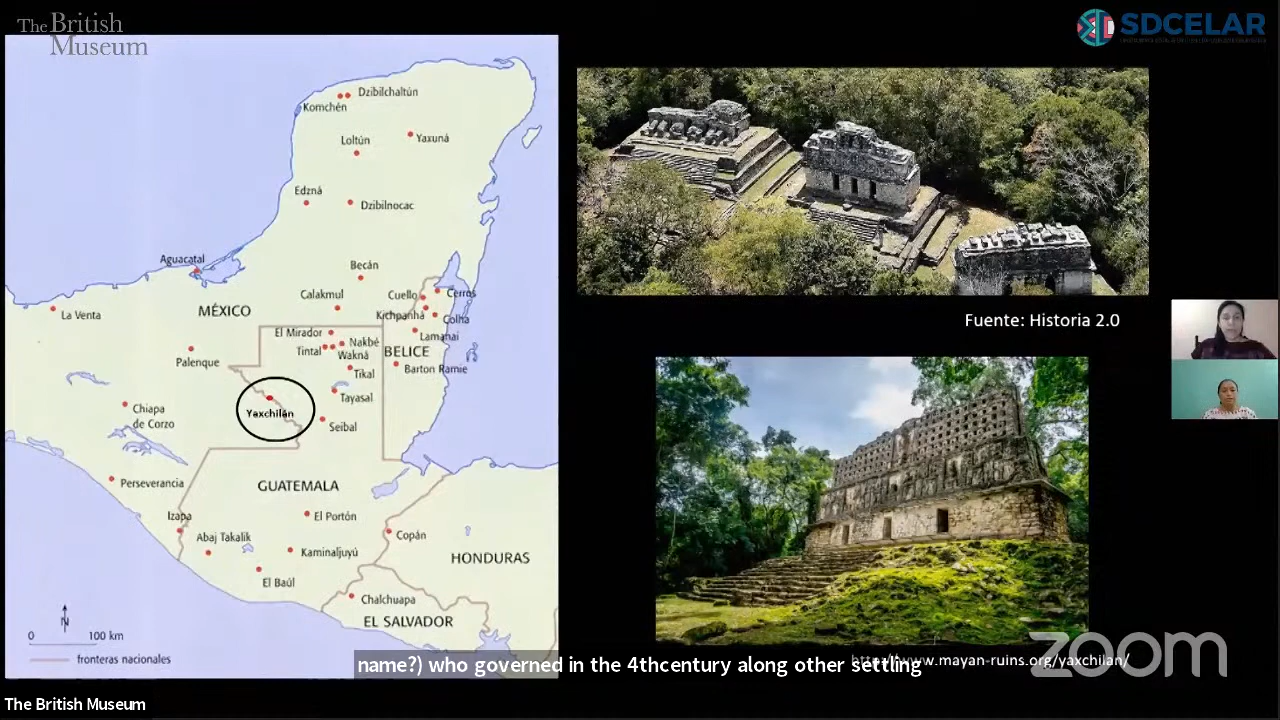 The British
Museum
SDCELAR
Dzibilchaltún
Komchén
Loltún
Yaxuná
Edzná
Dzibilnocac
Aguacatal
Becán
Calakmul
Cuello
Cerros
MÉXICO
La Venta
Kichpanhá
Colha
El Mirador
Nakbé
Lamanai
Tintal
Wakná
BELICE
Palenque
Tikal
Barton Ramie
Tayasal
Yaxchilán
Chiapa
de Corzo
Seibal
Perseverancia
GUATEMALA
Izapa
El Portón
Abaj Takalik
Copán
Kaminaljuyú
HONDURAS
El Baúl
Chalchuapa
EL SALVADOR
N
0 100 km
fronteras nacionales
Fuente: Historia 2.0
https://www.mayan-ruins.org/yaxchilan/
name?) who governed in the 4thcentury along other settling
zoom
The British Museum